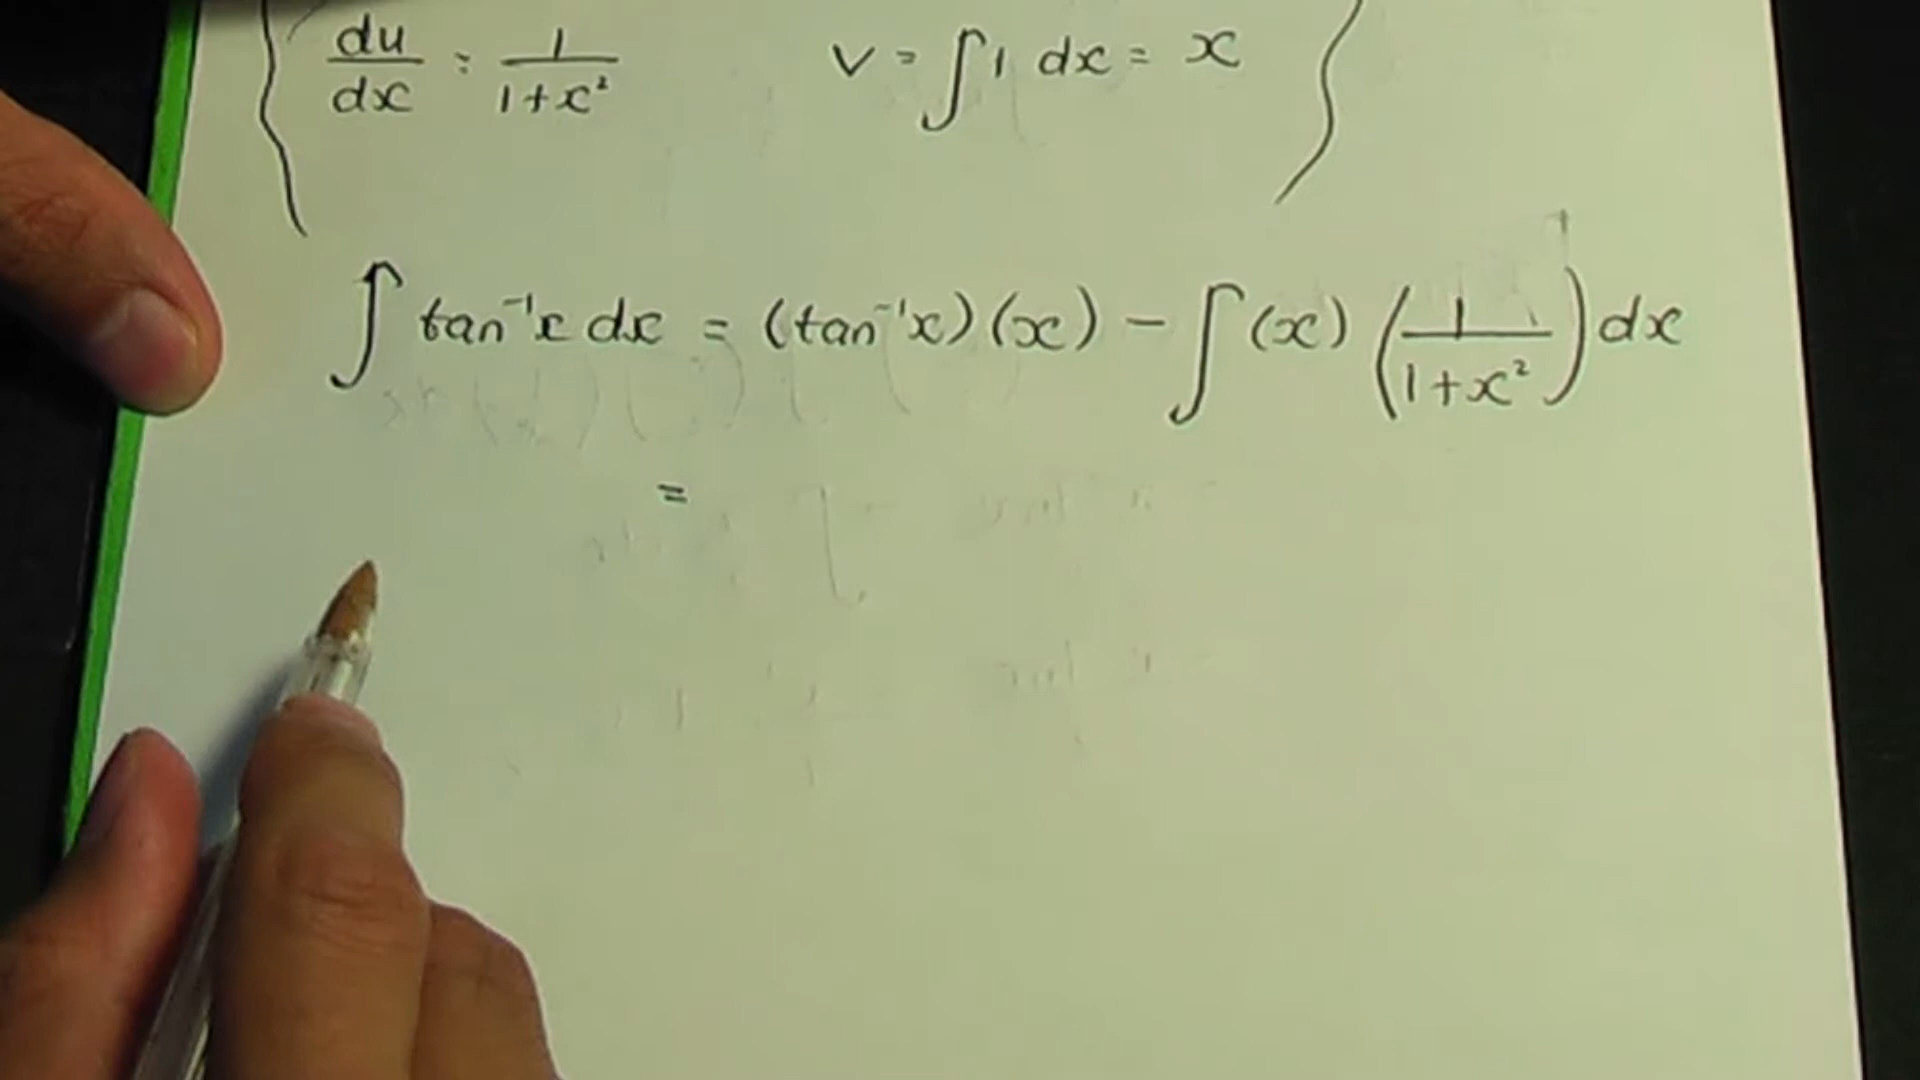 du/dx = 1/(1+x²)    v = ∫1 dx = x
∫ tan⁻¹x dx = (tan⁻¹x)(x) − ∫(x)(1/(1+x²))dx
=